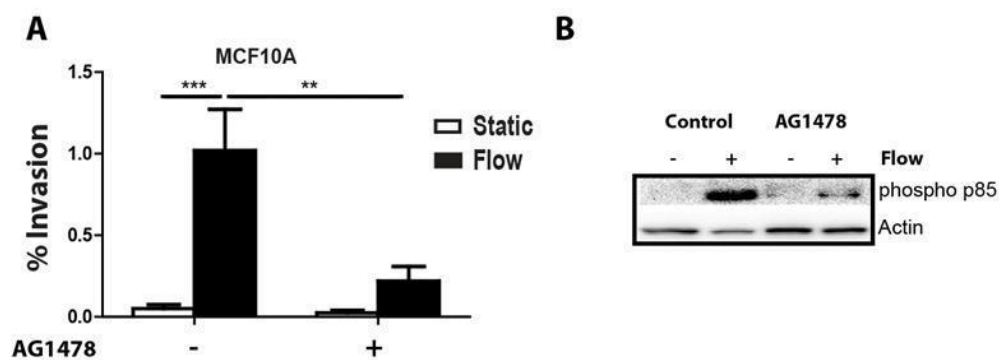 A
MCF10A
% Invasion
1.5
1.0
0.5
0.0
***
**
Static
Flow
AG1478 - +
B
Control AG1478
- + - + Flow
phospho p85
Actin